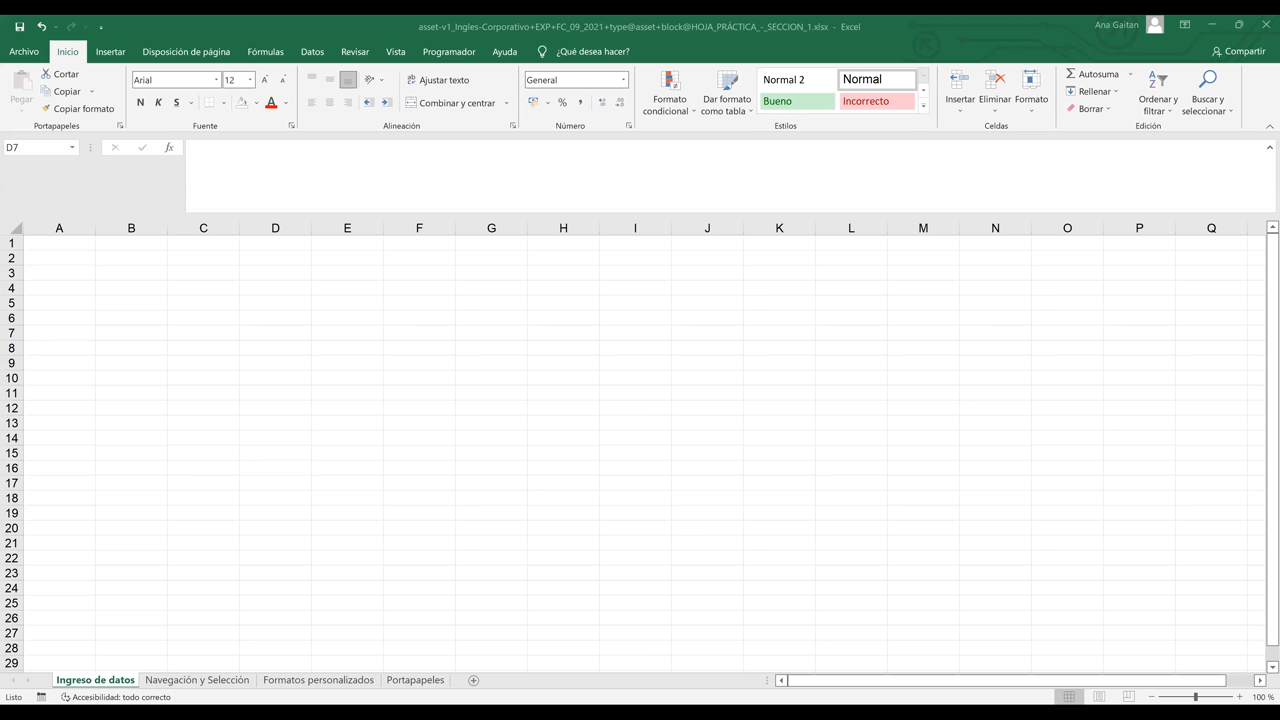 asset-v1_Ingles-Corporativo+EXP+FC_09_2021+type@asset+block@HOJA_PRÁCTICA_-_SECCION_1.xlsx - Excel
Ana Gaitan
Archivo Inicio Insertar Disposición de página Fórmulas Datos Revisar Vista Programador Ayuda ¿Qué desea hacer? Compartir
Pegar
Cortar
Copiar
Copiar formato
Portapapeles
Arial 12
N K S
Fuente
Ajustar texto
Combinar y centrar
Alineación
General
% 000
Número
Formato condicional
Dar formato como tabla
Normal 2 Normal
Bueno Incorrecto
Estilos
Insertar Eliminar Formato
Celdas
Autosuma
Rellenar
Borrar
Ordenar y filtrar
Buscar y seleccionar
Edición
D7 fx
A B C D E F G H I J K L M N O P Q
1
2
3
4
5
6
7
8
9
10
11
12
13
14
15
16
17
18
19
20
21
22
23
24
25
26
27
28
29
Ingreso de datos Navegación y Selección Formatos personalizados Portapapeles
Listo Accesibilidad: todo correcto 100 %